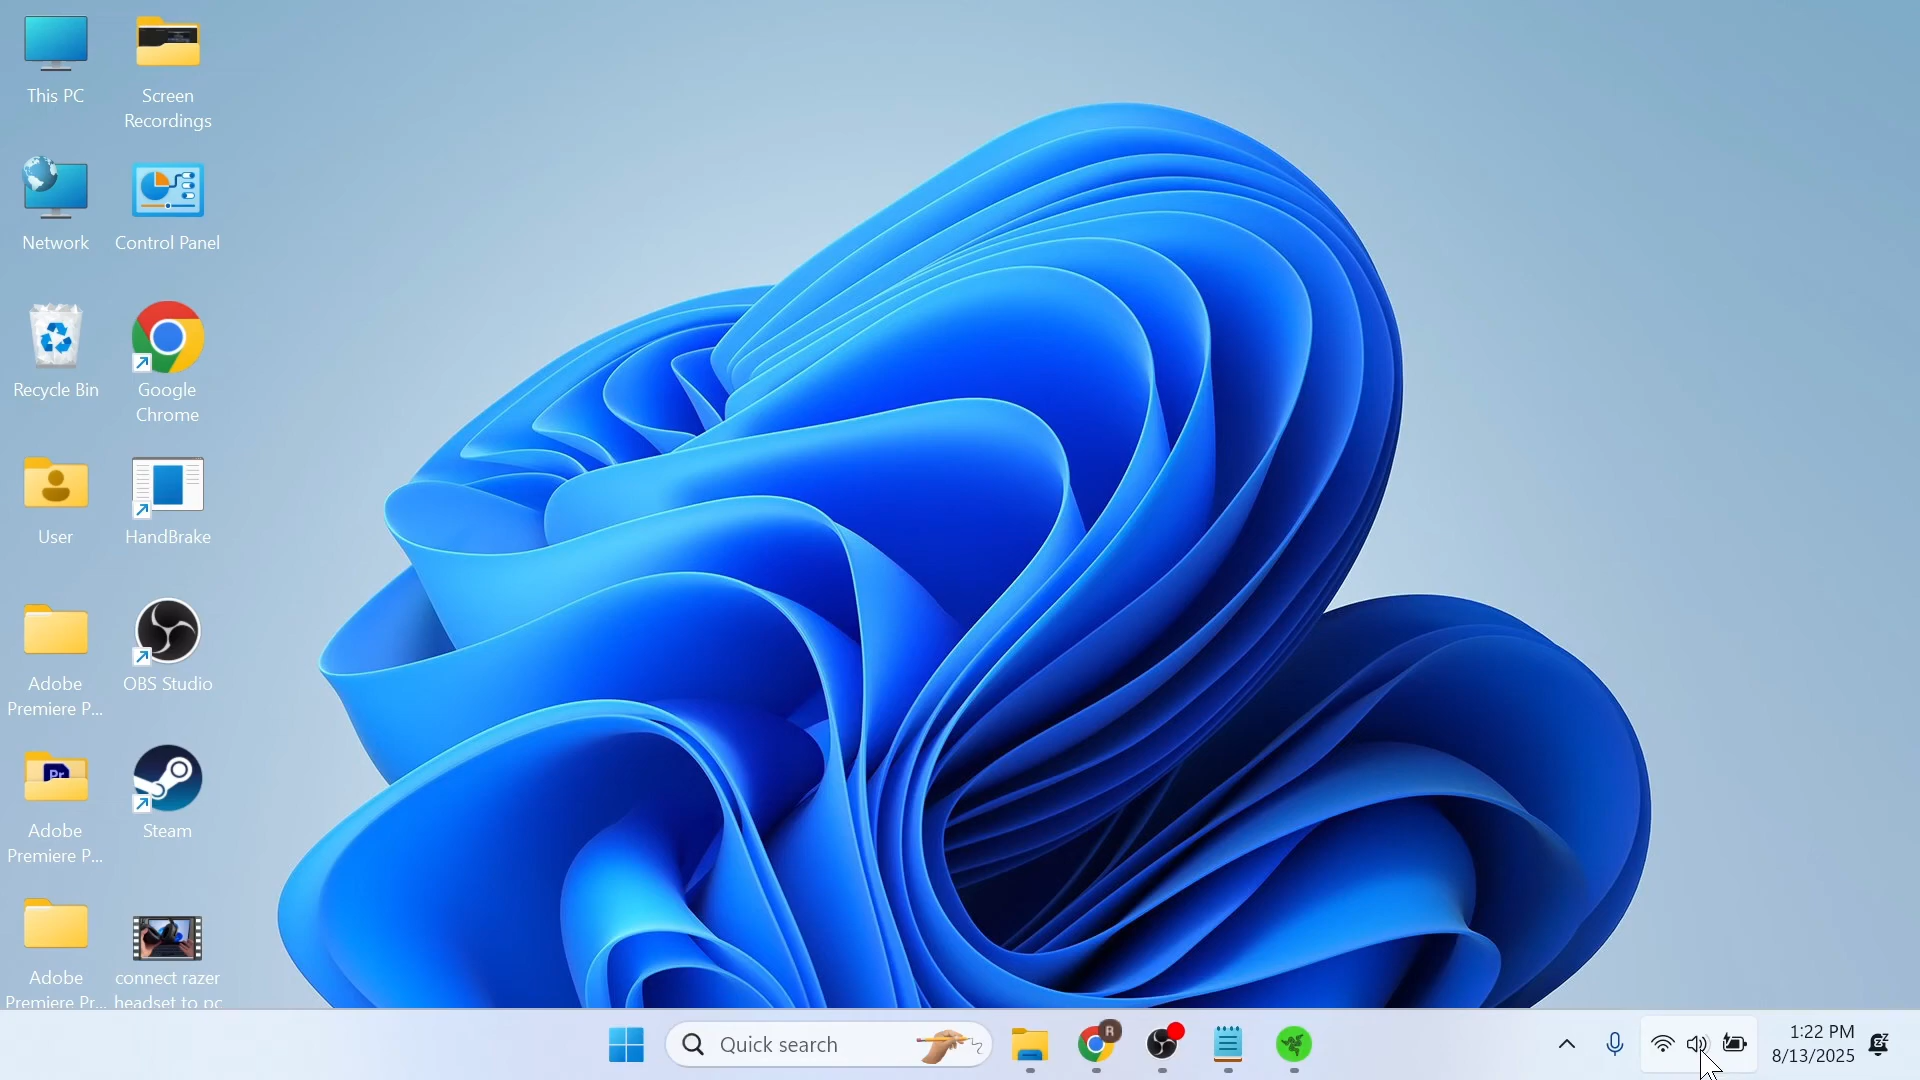 This PC
Screen
Recordings
Network
Control Panel
Recycle Bin
Google
Chrome
User
HandBrake
Adobe
Premiere P...
OBS Studio
Adobe
Premiere P...
Steam
Adobe
Premiere Pr...
connect razer
headset to pc
Pr
Quick search
R
1:22 PM
8/13/2025